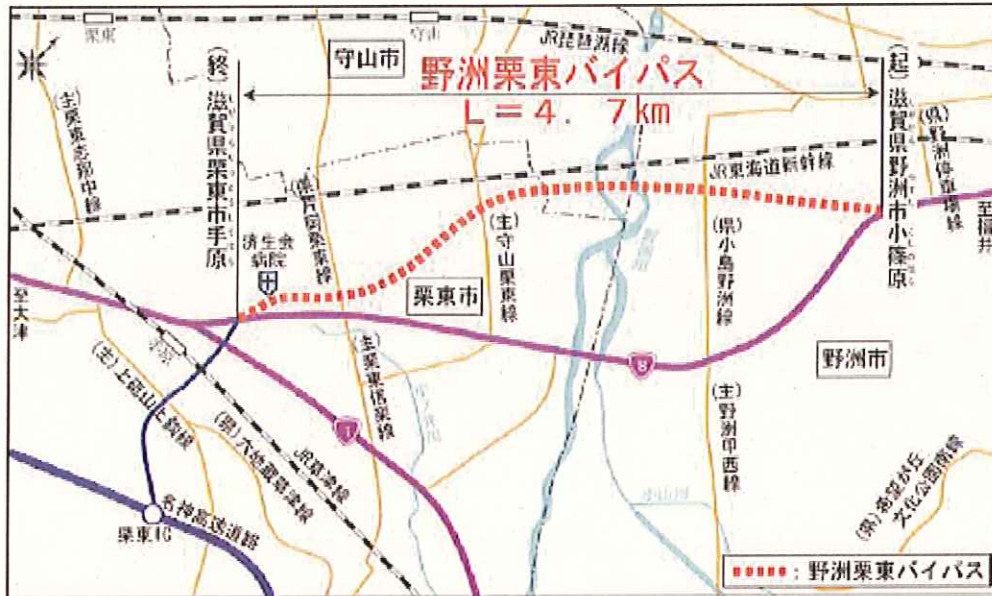 栗東
守山
JR琵琶湖線
守山市
野洲栗東バイパス
L=4.7km
(起)滋賀県野洲市小篠原
(終)滋賀県栗東市手原
(主)栗東志那中線
(県)片岡栗東線
(県)野洲停車場線
JR東海道新幹線
至福井
済生会
病院
(主)守山栗東線
(県)小島野洲線
栗東市
至大津
8
野洲市
手原
(主)上砥山上鈎線
(主)栗東信楽線
1
(県)六地蔵草津線
JR草津線
(主)野洲甲西線
名神高速道路
栗東IC
(県)希望が丘
文化公園南線
:野洲栗東バイパス